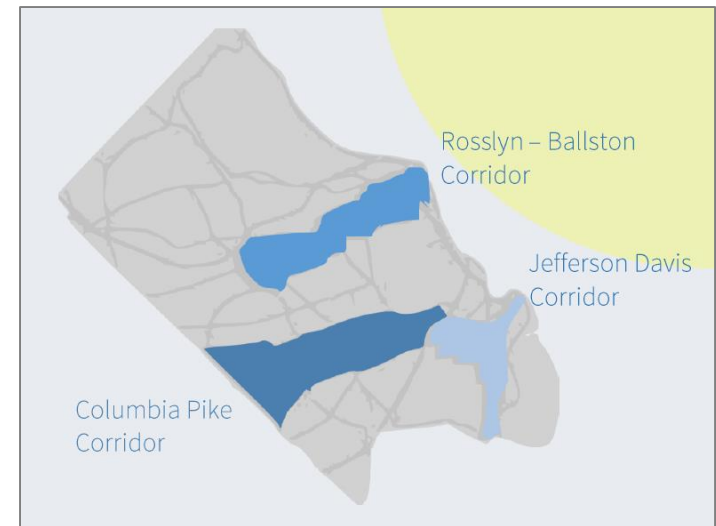 Rosslyn – Ballston
Corridor
Jefferson Davis
Corridor
Columbia Pike
Corridor